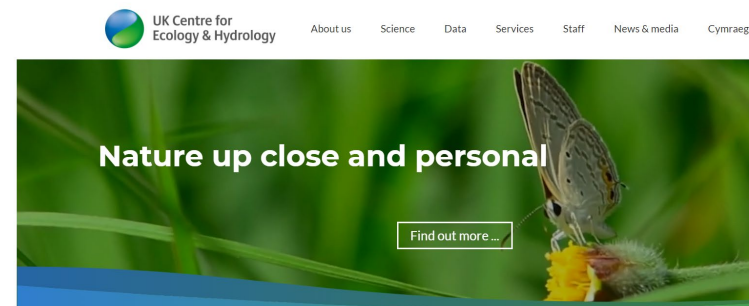 UK Centre for
Ecology & Hydrology
About us Science Data Services Staff News & media Cymraeg
Nature up close and personal
Find out more ...